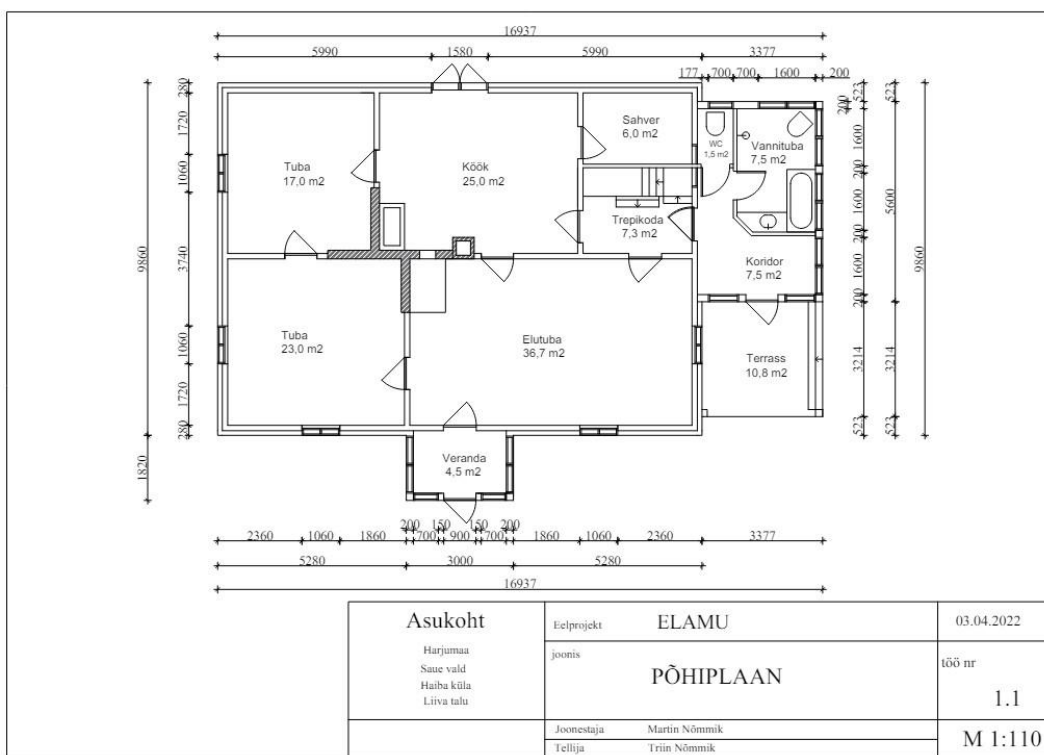 16937
5990 1580 5990 3377
177 700 700 1600 200
280
1720
1060
3740
1060
1720
280
9860
1820
523
200
1600
200
1600
200
1600
200
3214
523
523
5600
3214
523
9860
Tuba
17,0 m2
Köök
25,0 m2
Sahver
6,0 m2
WC
1,5 m2
Vannituba
7,5 m2
Trepikoda
7,3 m2
Koridor
7,5 m2
Tuba
23,0 m2
Elutuba
36,7 m2
Terrass
10,8 m2
Veranda
4,5 m2
200 150 150 200
2360 1060 1860 700 900 700 1860 1060 2360 3377
5280 3000 5280
16937
Asukoht
Harjumaa
Saue vald
Haiba küla
Liiva talu
Eelprojekt ELAMU 03.04.2022
joonis
PÕHIPLAAN
töö nr
1.1
Joonestaja Martin Nõmmik
Tellija Triin Nõmmik
M 1:110